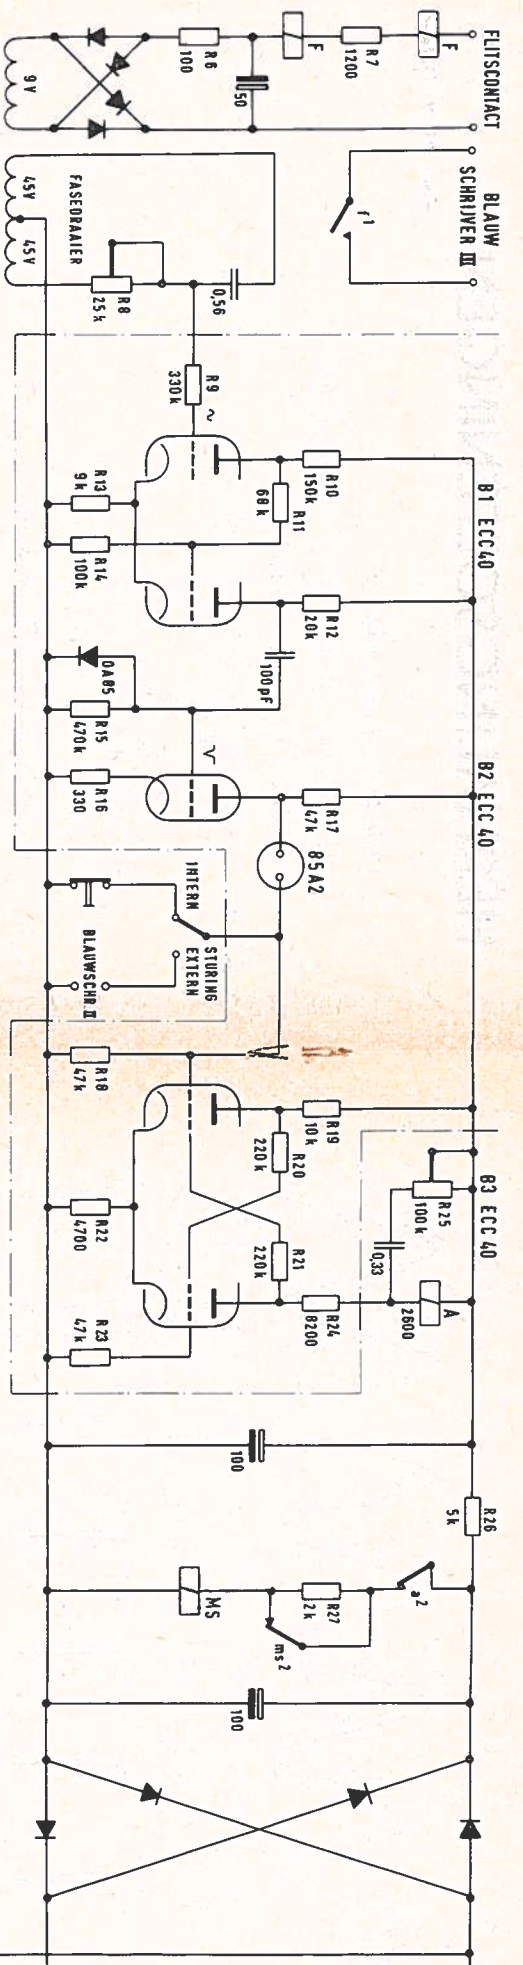 FLITSCONTACT
F
R7
1200
F
50
R6
100
9V
BLAUW
SCHRIJVER III
f1
FASEDRAAIER
45V
45V
R8
25k
0,56
R9
330k
~
B1 ECC40
R10
150k
R11
68k
R13
9k
R14
100k
R12
20k
100pf
OA85
R15
470k
B2 ECC40
R16
330
R17
47k
85A2
INTERN
STURING
EXTERN
BLAUWSCHR. II
R18
47k
R19
10k
R20
220k
R22
4700
R21
220k
B3 ECC40
R25
100k
0,33
A
2600
R24
8200
R23
47k
100
R26
5k
a2
R27
2k
ms2
MS
100